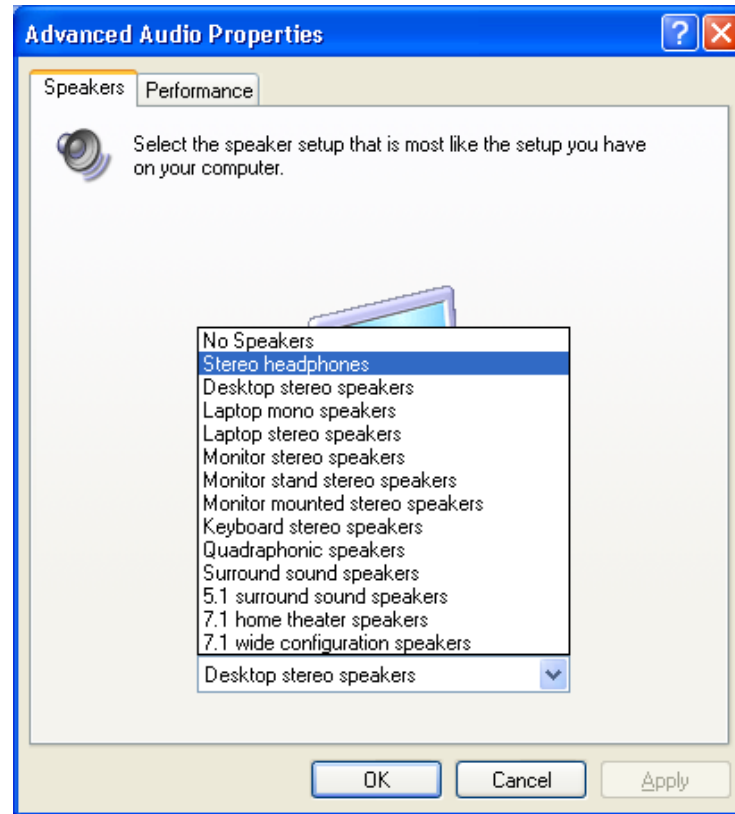 Advanced Audio Properties
Speakers Performance
Select the speaker setup that is most like the setup you have
on your computer.
No Speakers
Stereo headphones
Desktop stereo speakers
Laptop mono speakers
Laptop stereo speakers
Monitor stereo speakers
Monitor stand stereo speakers
Monitor mounted stereo speakers
Keyboard stereo speakers
Quadraphonic speakers
Surround sound speakers
5.1 surround sound speakers
7.1 home theater speakers
7.1 wide configuration speakers
Desktop stereo speakers
OK Cancel Apply